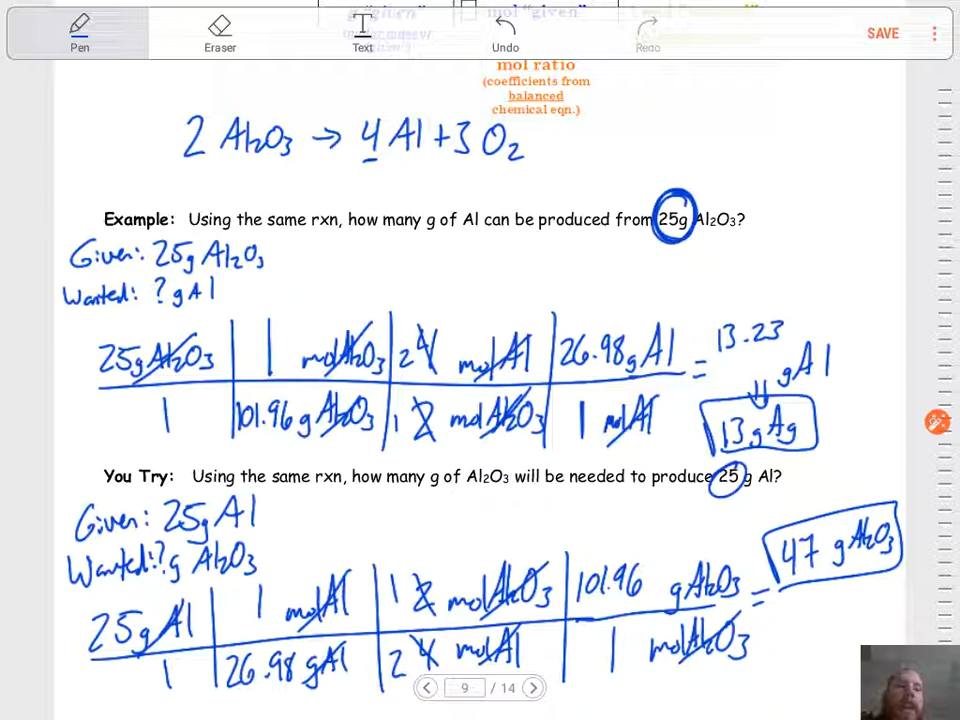 Pen Eraser Text Undo Redo SAVE
g "given" mol "given"
mol ratio
(coefficients from
balanced
chemical eqn.)
2 Al2O3 → 4 Al + 3 O2
Example: Using the same rxn, how many g of Al can be produced from 25g Al2O3?
Given: 25g Al2O3
Wanted: ? g Al
25g Al2O3 | 1 mol Al2O3 | 2 4 mol Al | 26.98 g Al = 13.23 g Al
1 | 101.96 g Al2O3 | 1 2 mol Al2O3 | 1 mol Al
13 g Ag
You Try: Using the same rxn, how many g of Al2O3 will be needed to produce 25 g Al?
Given: 25g Al
Wanted: ? g Al2O3
25g Al | 1 mol Al | 1 2 mol Al2O3 | 101.96 g Al2O3 = 47 g Al2O3
1 | 26.98 g Al | 2 4 mol Al | 1 mol Al2O3
9 / 14